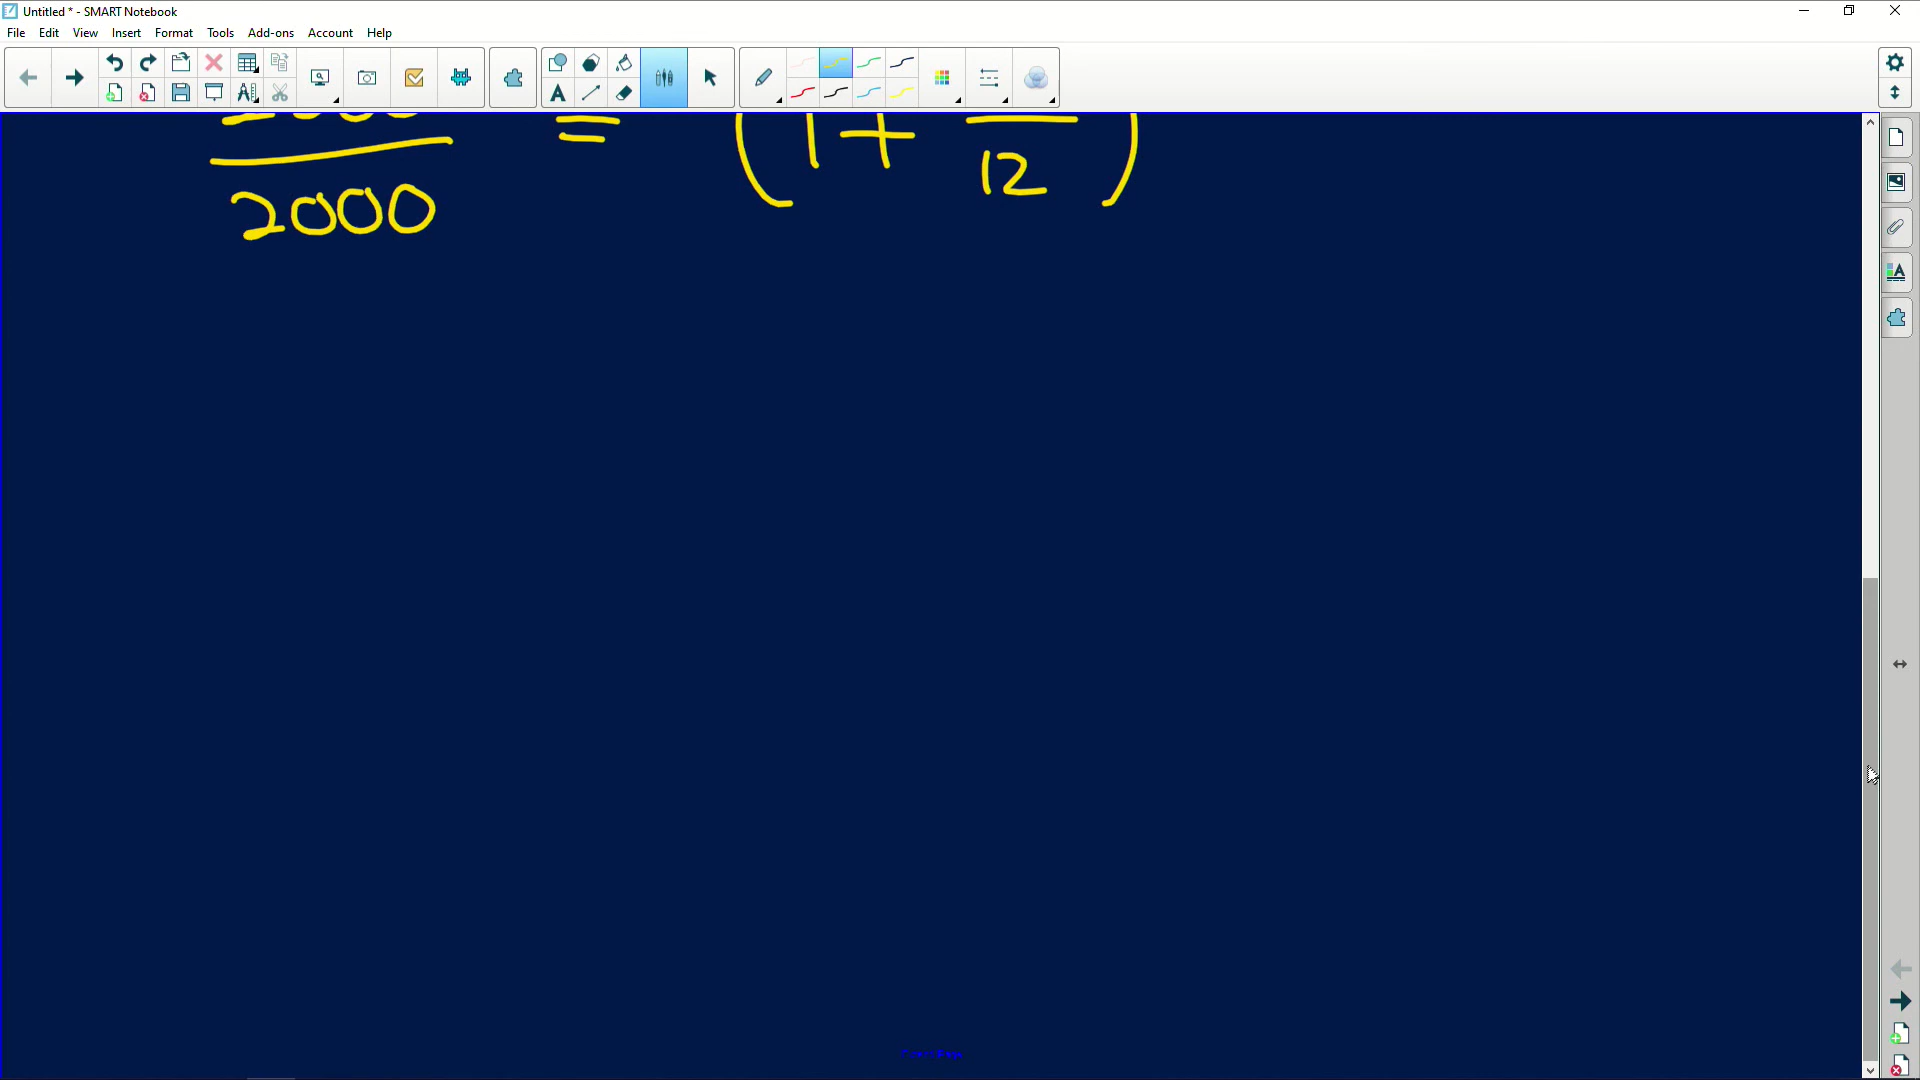 Untitled * - SMART Notebook
File Edit View Insert Format Tools Add-ons Account Help
= ( 1 +
12 )
2000